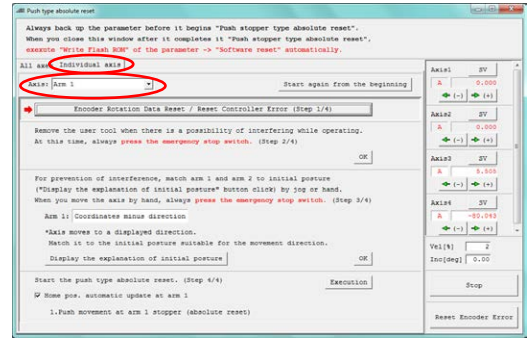 Push type absolute reset
Always back up the parameter before it begins "Push stopper type absolute reset".
When you close this window after it completes it "Push stopper type absolute reset",
exexute "Write Flash ROM" of the parameter -> "Software reset" automatically.
All axe Individual axis
Axis: Arm 1
Start again from the beginning
Encoder Rotation Data Reset / Reset Controller Error (Step 1/4)
Remove the user tool when there is a possibility of interfering while operating.
At this time, always press the emergency stop switch. (Step 2/4)
OK
For prevention of interference, match arm 1 and arm 2 to initial posture
("Display the explanation of initial posture" button click) by jog or hand.
When you move the axis by hand, always press the emergency stop switch. (Step 3/4)
Arm 1: Coordinates minus direction
*Axis moves to a displayed direction.
Match it to the initial posture suitable for the movement direction.
Display the explanation of initial posture
OK
Start the push type absolute reset. (Step 4/4)
Execution
Home pos. automatic update at arm 1
1.Push movement at arm 1 stopper (absolute reset)
Axis1 SV
A 0.000
(-) (+)
Axis2 SV
A 0.000
(-) (+)
Axis3 SV
A 5.505
(-) (+)
Axis4 SV
A -80.063
(-) (+)
Vel[%] 2
Inc[deg] 0.00
Stop
Reset Encoder Error